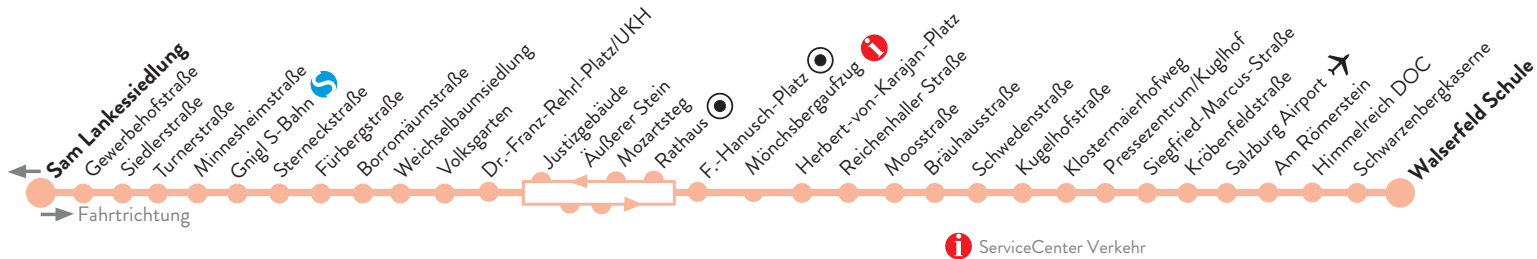 Sam Lankessiedlung
Gewerbehofstraße
Siedlerstraße
Turnerstraße
Minnesheimstraße
Gnigl S-Bahn
Sterneckstraße
Fürbergstraße
Borromäumstraße
Weichselbaumsiedlung
Volksgarten
Dr.-Franz-Rehrl-Platz/UKH
Justizgebäude
Äußerer Stein
Mozartsteg
Rathaus
F.-Hanusch-Platz
Mönchsbergaufzug
i
Herbert-von-Karajan-Platz
Reichenhaller Straße
Moosstraße
Bräuhausstraße
Schwedenstraße
Kugelhofstraße
Klostermaierhofweg
Pressezentrum/Kuglhof
Siegfried-Marcus-Straße
Kröbenfeldstraße
Salzburg Airport
Am Römerstein
Himmelreich DOC
Schwarzenbergkaserne
Walserfeld Schule
Fahrtrichtung
i ServiceCenter Verkehr